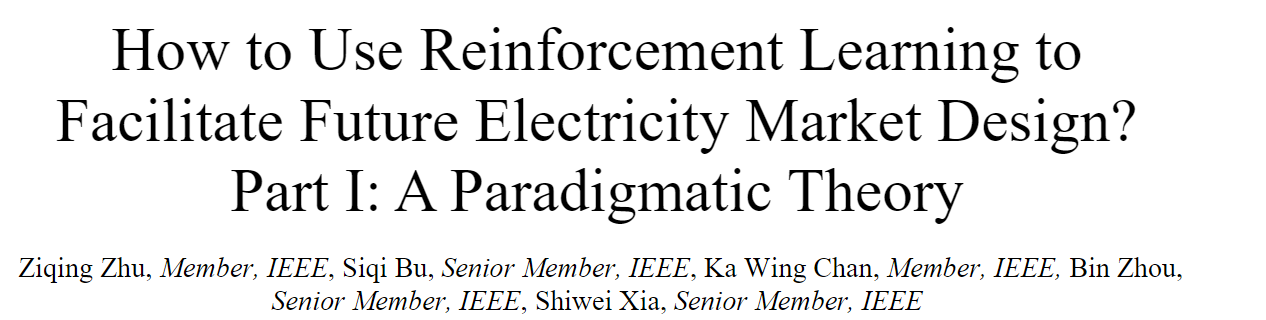 How to Use Reinforcement Learning to
Facilitate Future Electricity Market Design?
Part I: A Paradigmatic Theory
Ziqing Zhu, Member, IEEE, Siqi Bu, Senior Member, IEEE, Ka Wing Chan, Member, IEEE, Bin Zhou,
Senior Member, IEEE, Shiwei Xia, Senior Member, IEEE